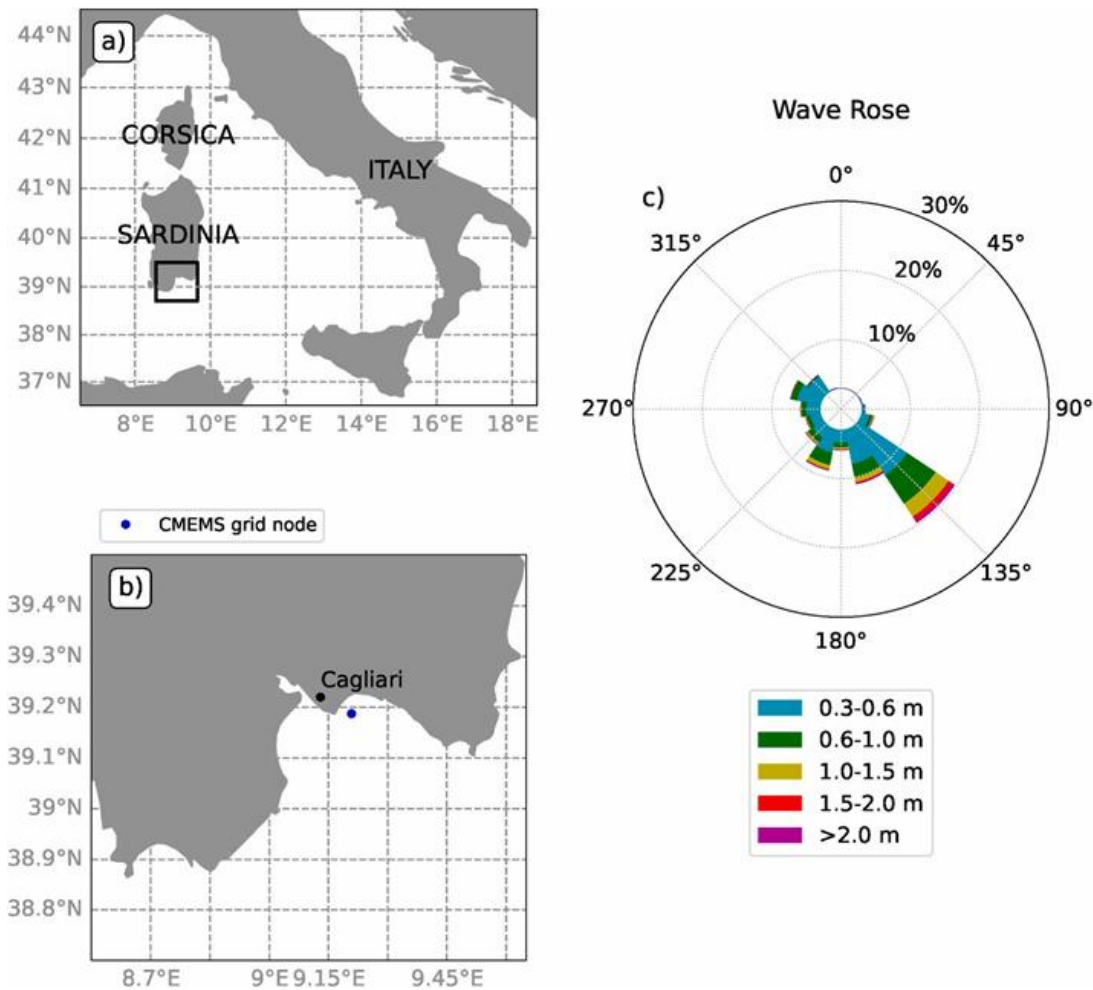 a)
44°N
43°N
42°N
41°N
40°N
39°N
38°N
37°N
CORSICA
ITALY
SARDINIA
8°E 10°E 12°E 14°E 16°E 18°E
CMEMS grid node
b)
39.4°N
39.3°N
39.2°N
39.1°N
39°N
38.9°N
38.8°N
Cagliari
8.7°E 9°E 9.15°E 9.45°E
Wave Rose
c)
0°
45°
90°
135°
180°
225°
270°
315°
30%
20%
10%
0.3-0.6 m
0.6-1.0 m
1.0-1.5 m
1.5-2.0 m
>2.0 m